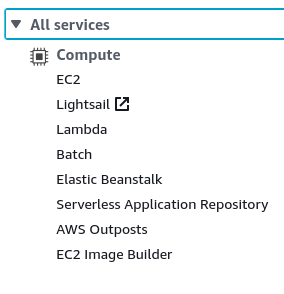 All services
Compute
EC2
Lightsail
Lambda
Batch
Elastic Beanstalk
Serverless Application Repository
AWS Outposts
EC2 Image Builder